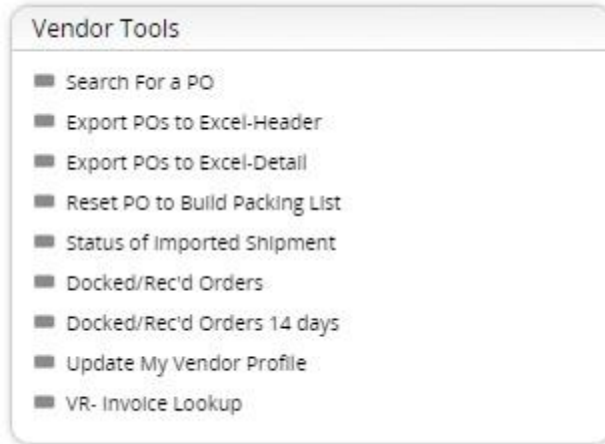 Vendor Tools
Search For a PO
Export POs to Excel-Header
Export POs to Excel-Detail
Reset PO to Build Packing List
Status of Imported Shipment
Docked/Rec'd Orders
Docked/Rec'd Orders 14 days
Update My Vendor Profile
VR- Invoice Lookup